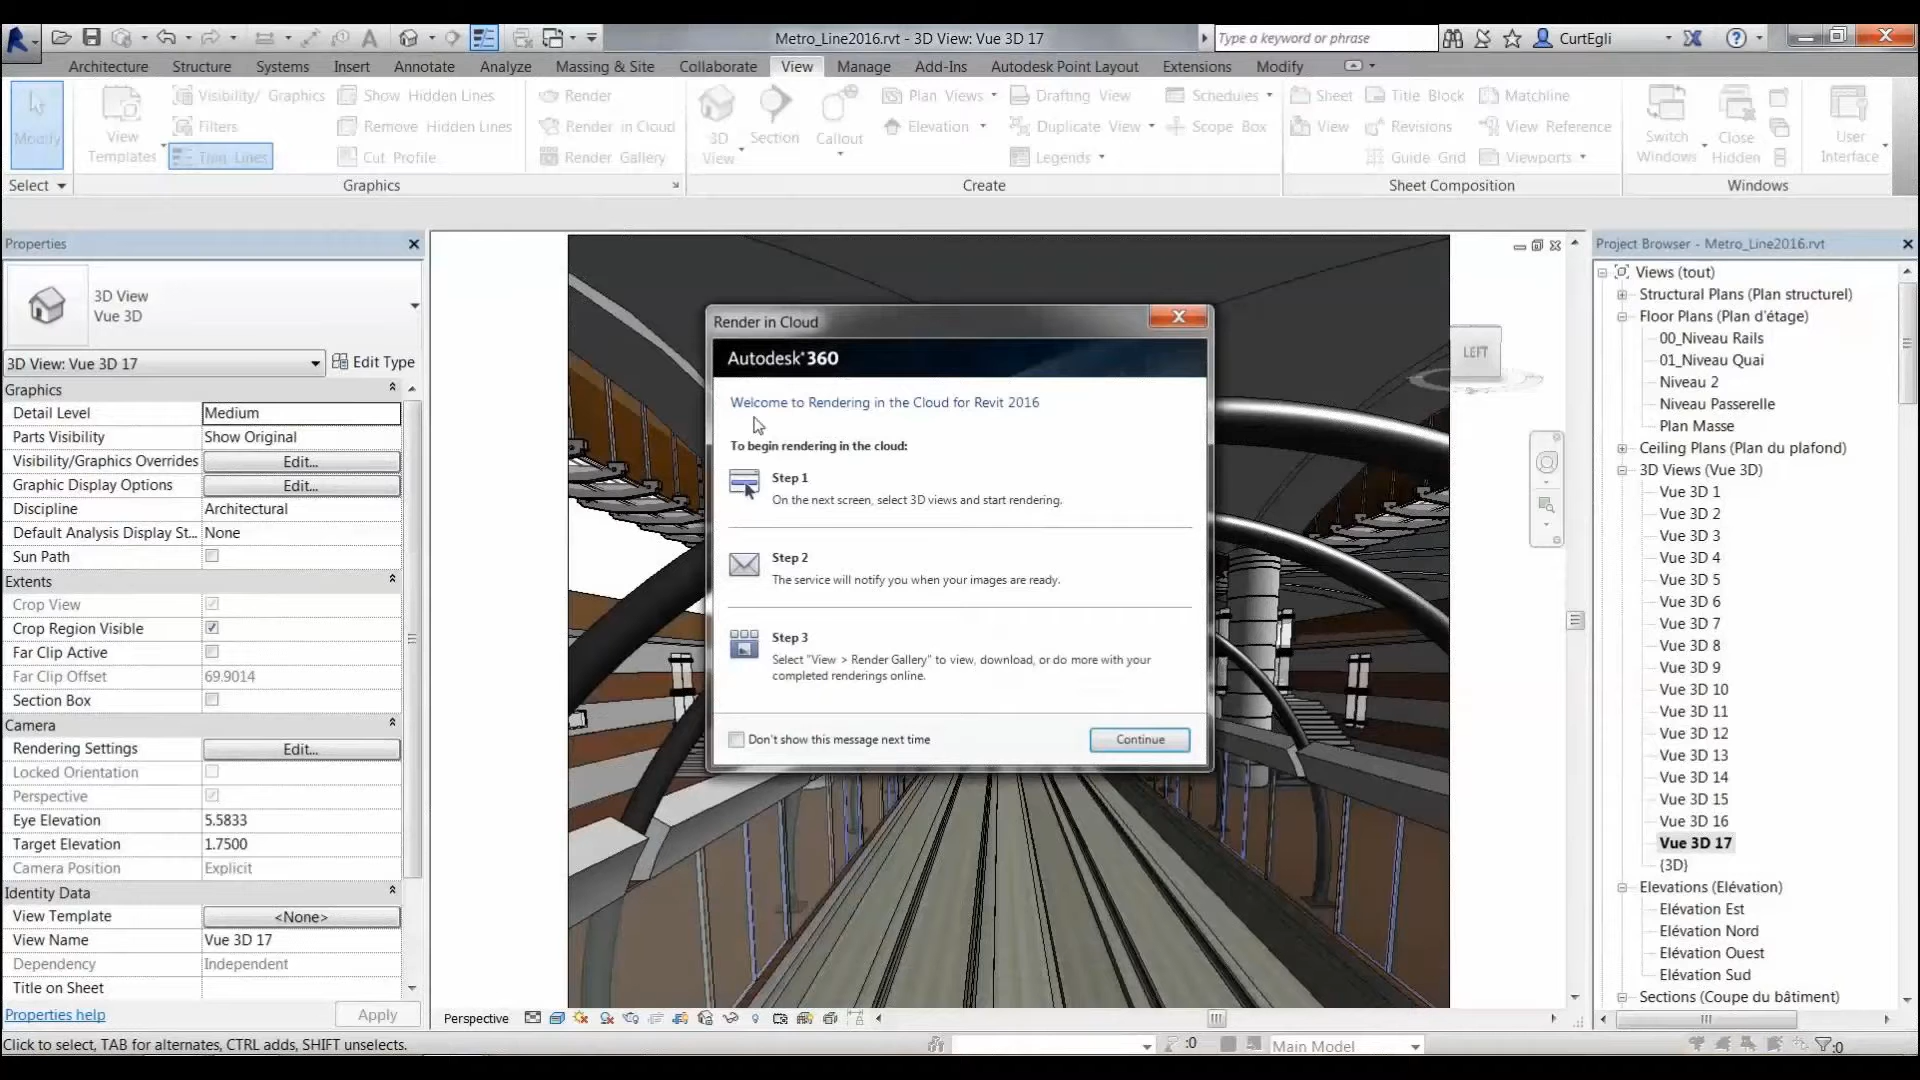 Metro_Line2016.rvt - 3D View: Vue 3D 17
Type a keyword or phrase
CurtEgli
Architecture Structure Systems Insert Annotate Analyze Massing & Site Collaborate View Manage Add-Ins Autodesk Point Layout Extensions Modify
Modify
View Templates
Visibility/ Graphics
Filters
Thin Lines
Show Hidden Lines
Remove Hidden Lines
Cut Profile
Render
Render in Cloud
Render Gallery
3D View
Section
Callout
Plan Views
Elevation
Drafting View
Duplicate View
Legends
Schedules
Scope Box
Sheet
View
Title Block
Revisions
Guide Grid
Matchline
View Reference
Viewports
Switch Windows
Close Hidden
User Interface
Select
Graphics
Create
Sheet Composition
Windows
Properties
3D View
Vue 3D
3D View: Vue 3D 17
Edit Type
Graphics
Detail Level Medium
Parts Visibility Show Original
Visibility/Graphics Overrides Edit...
Graphic Display Options Edit...
Discipline Architectural
Default Analysis Display St... None
Sun Path
Extents
Crop View
Crop Region Visible
Far Clip Active
Far Clip Offset 69.9014
Section Box
Camera
Rendering Settings Edit...
Locked Orientation
Perspective
Eye Elevation 5.5833
Target Elevation 1.7500
Camera Position Explicit
Identity Data
View Template <None>
View Name Vue 3D 17
Dependency Independent
Title on Sheet
Properties help
Apply
Render in Cloud
Autodesk®360
Welcome to Rendering in the Cloud for Revit 2016
To begin rendering in the cloud:
Step 1
On the next screen, select 3D views and start rendering.
Step 2
The service will notify you when your images are ready.
Step 3
Select "View > Render Gallery" to view, download, or do more with your
completed renderings online.
Don't show this message next time
Continue
LEFT
Perspective
Project Browser - Metro_Line2016.rvt
Views (tout)
Structural Plans (Plan structurel)
Floor Plans (Plan d'étage)
00_Niveau Rails
01_Niveau Quai
Niveau 2
Niveau Passerelle
Plan Masse
Ceiling Plans (Plan du plafond)
3D Views (Vue 3D)
Vue 3D 1
Vue 3D 2
Vue 3D 3
Vue 3D 4
Vue 3D 5
Vue 3D 6
Vue 3D 7
Vue 3D 8
Vue 3D 9
Vue 3D 10
Vue 3D 11
Vue 3D 12
Vue 3D 13
Vue 3D 14
Vue 3D 15
Vue 3D 16
Vue 3D 17
{3D}
Elevations (Elévation)
Elévation Est
Elévation Nord
Elévation Ouest
Elévation Sud
Sections (Coupe du bâtiment)
Click to select, TAB for alternates, CTRL adds, SHIFT unselects.
:0
Main Model
:0